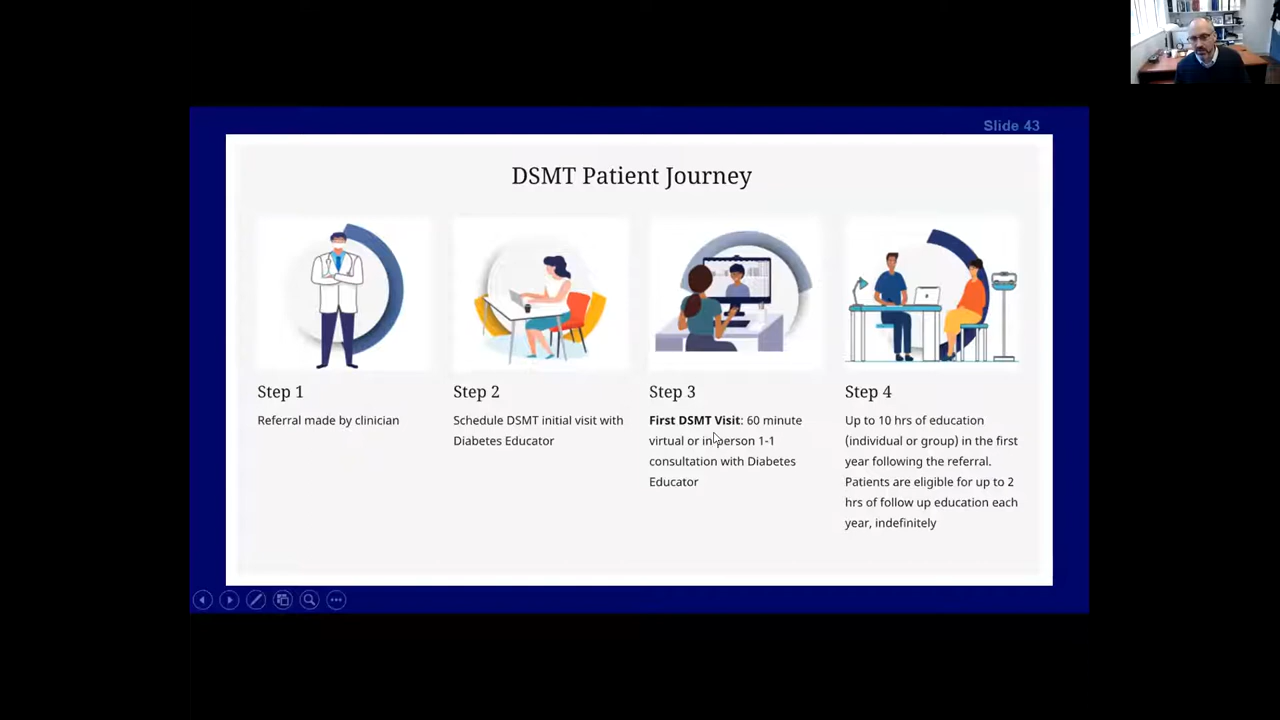 Slide 43
DSMT Patient Journey
Step 1
Referral made by clinician
Step 2
Schedule DSMT initial visit with
Diabetes Educator
Step 3
First DSMT Visit: 60 minute
virtual or in person 1-1
consultation with Diabetes
Educator
Step 4
Up to 10 hrs of education
(individual or group) in the first
year following the referral.
Patients are eligible for up to 2
hrs of follow up education each
year, indefinitely